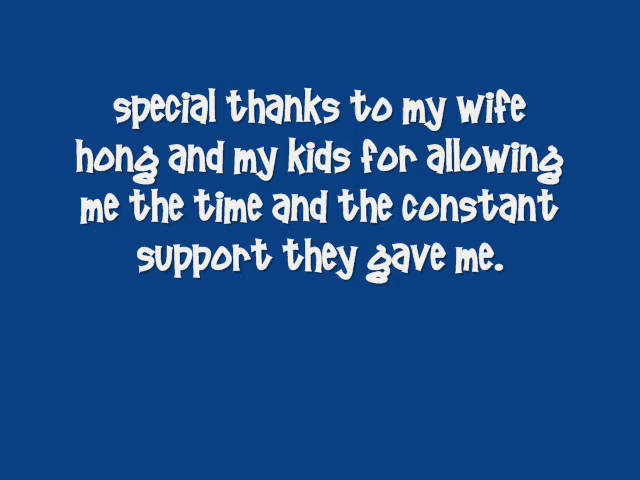 special thanks to my wife
hong and my kids for allowing
me the time and the constant
support they gave me.